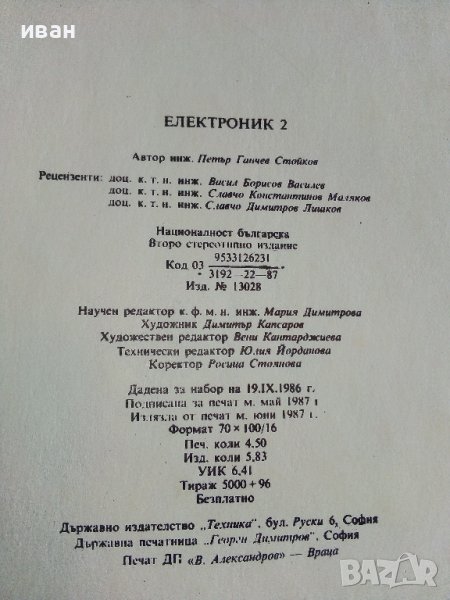 иван
ЕЛЕКТРОНИК 2
Автор инж. Петър Ганчев Стойков
Рецензенти: доц. к. т. н. инж. Васил Борисов Василев
доц. к. т. н. инж. Славчо Константинов Маляков
доц. к. т. н. инж. Славчо Димитров Лишков
Националност българска
Второ стереотипно издание
Код 03 9533126231
3192—22—87
Изд. № 13028
Научен редактор к. ф. м. н. инж. Мария Димитрова
Художник Димитър Капсаров
Художествен редактор Вени Кантарджиева
Технически редактор Юлия Йорданова
Коректор Росица Стоянова
Дадена за набор на 19.IX.1986 г.
Подписана за печат м. май 1987 г
Излязла от печат м. юни 1987 г.
Формат 70 × 100/16
Печ. коли 4,50
Изд. коли 5,83
УИК 6,41
Тираж 5000 + 96
Безплатно
Държавно издателство „Техника", бул. Руски 6, София
Държавна печатница „Георги Димитров", София
Печат ДП «В. Александров» — Враца
BAZAR